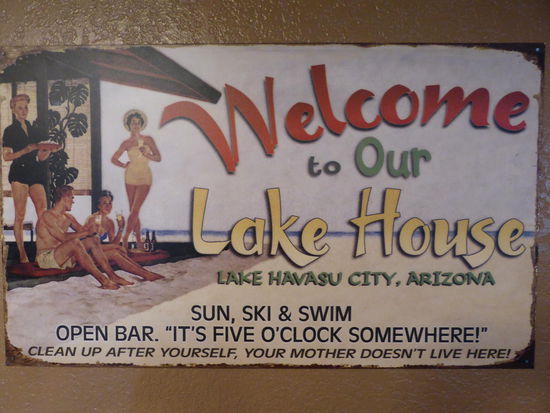 Welcome
to Our
Lake House
LAKE HAVASU CITY, ARIZONA
SUN, SKI & SWIM
OPEN BAR. "IT'S FIVE O'CLOCK SOMEWHERE!"
CLEAN UP AFTER YOURSELF, YOUR MOTHER DOESN'T LIVE HERE!